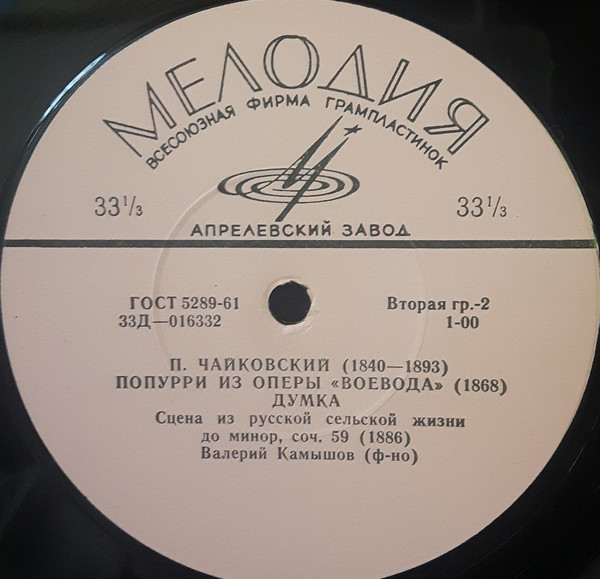 МЕЛОДИЯ
ВСЕСОЮЗНАЯ ФИРМА ГРАМПЛАСТИНОК
33⅓ 33⅓
АПРЕЛЕВСКИЙ ЗАВОД
ГОСТ 5289-61 Вторая гр.-2
33Д—016332 1-00
П. ЧАЙКОВСКИЙ (1840—1893)
ПОПУРРИ ИЗ ОПЕРЫ «ВОЕВОДА» (1868)
ДУМКА
Сцена из русской сельской жизни
до минор, соч. 59 (1886)
Валерий Камышов (ф-но)